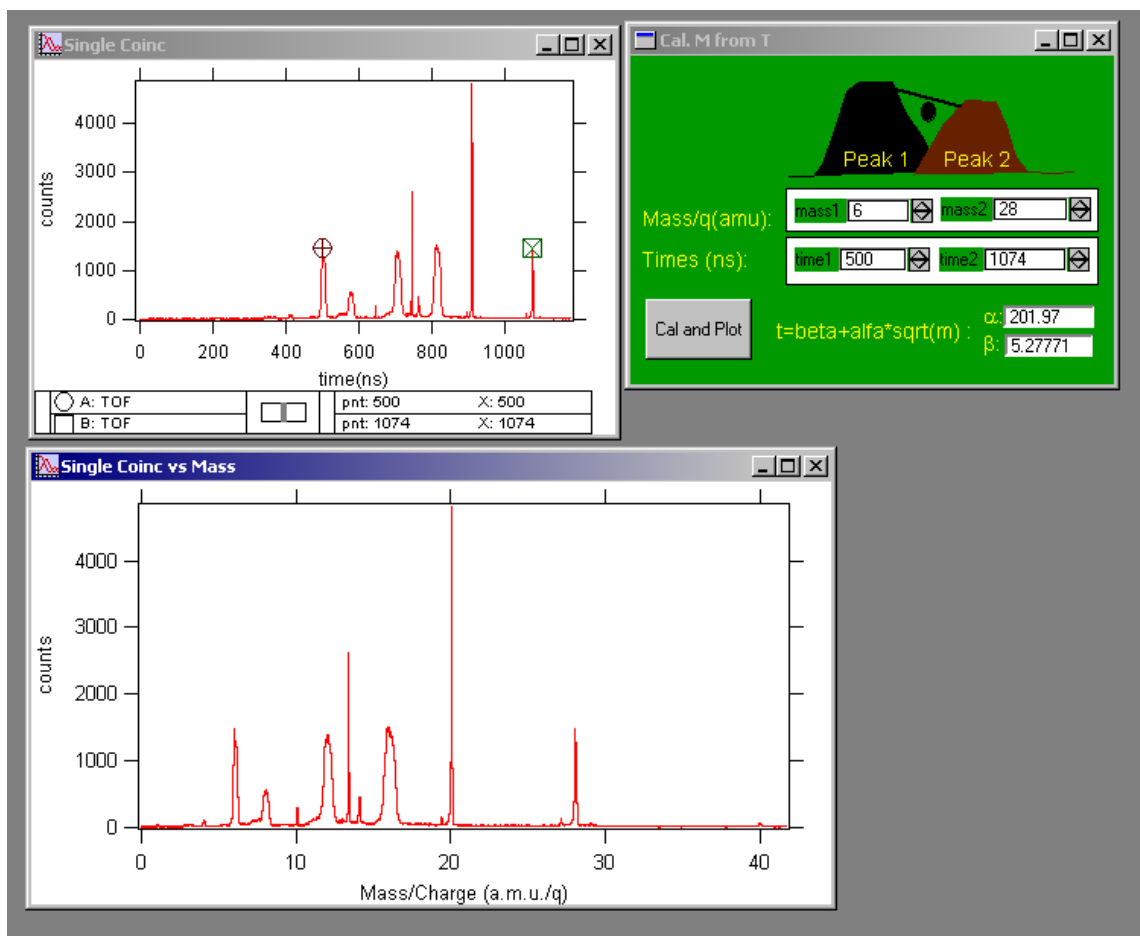 Single Coinc
counts
4000
3000
2000
1000
0
0 200 400 600 800 1000
time(ns)
A: TOF pnt: 500 X: 500
B: TOF pnt: 1074 X: 1074
Cal. M from T
Peak 1 Peak 2
Mass/q(amu): mass1 6 mass2 28
Times (ns): time1 500 time2 1074
Cal and Plot t=beta+alfa*sqrt(m) : α: 201.97
β: 5.27771
Single Coinc vs Mass
counts
4000
3000
2000
1000
0
0 10 20 30 40
Mass/Charge (a.m.u./q)